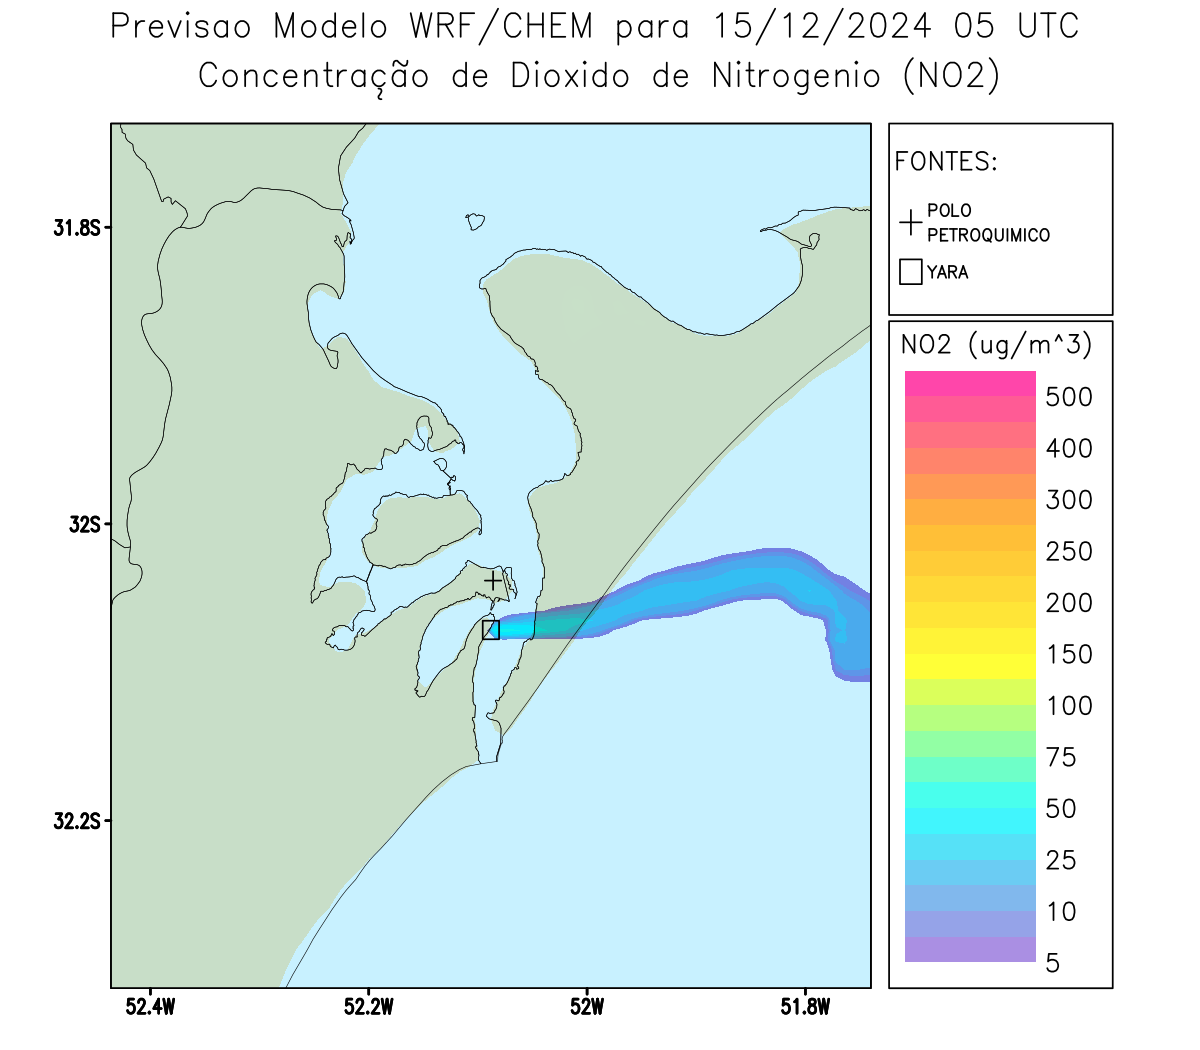 Previsao Modelo WRF/CHEM para 15/12/2024 05 UTC
Concentração de Dioxido de Nitrogenio (NO2)
FONTES:
POLO
PETROQUIMICO
YARA
31.8S
32S
32.2S
52.4W
52.2W
52W
51.8W
NO2 (ug/m^3)
500
400
300
250
200
150
100
75
50
25
10
5